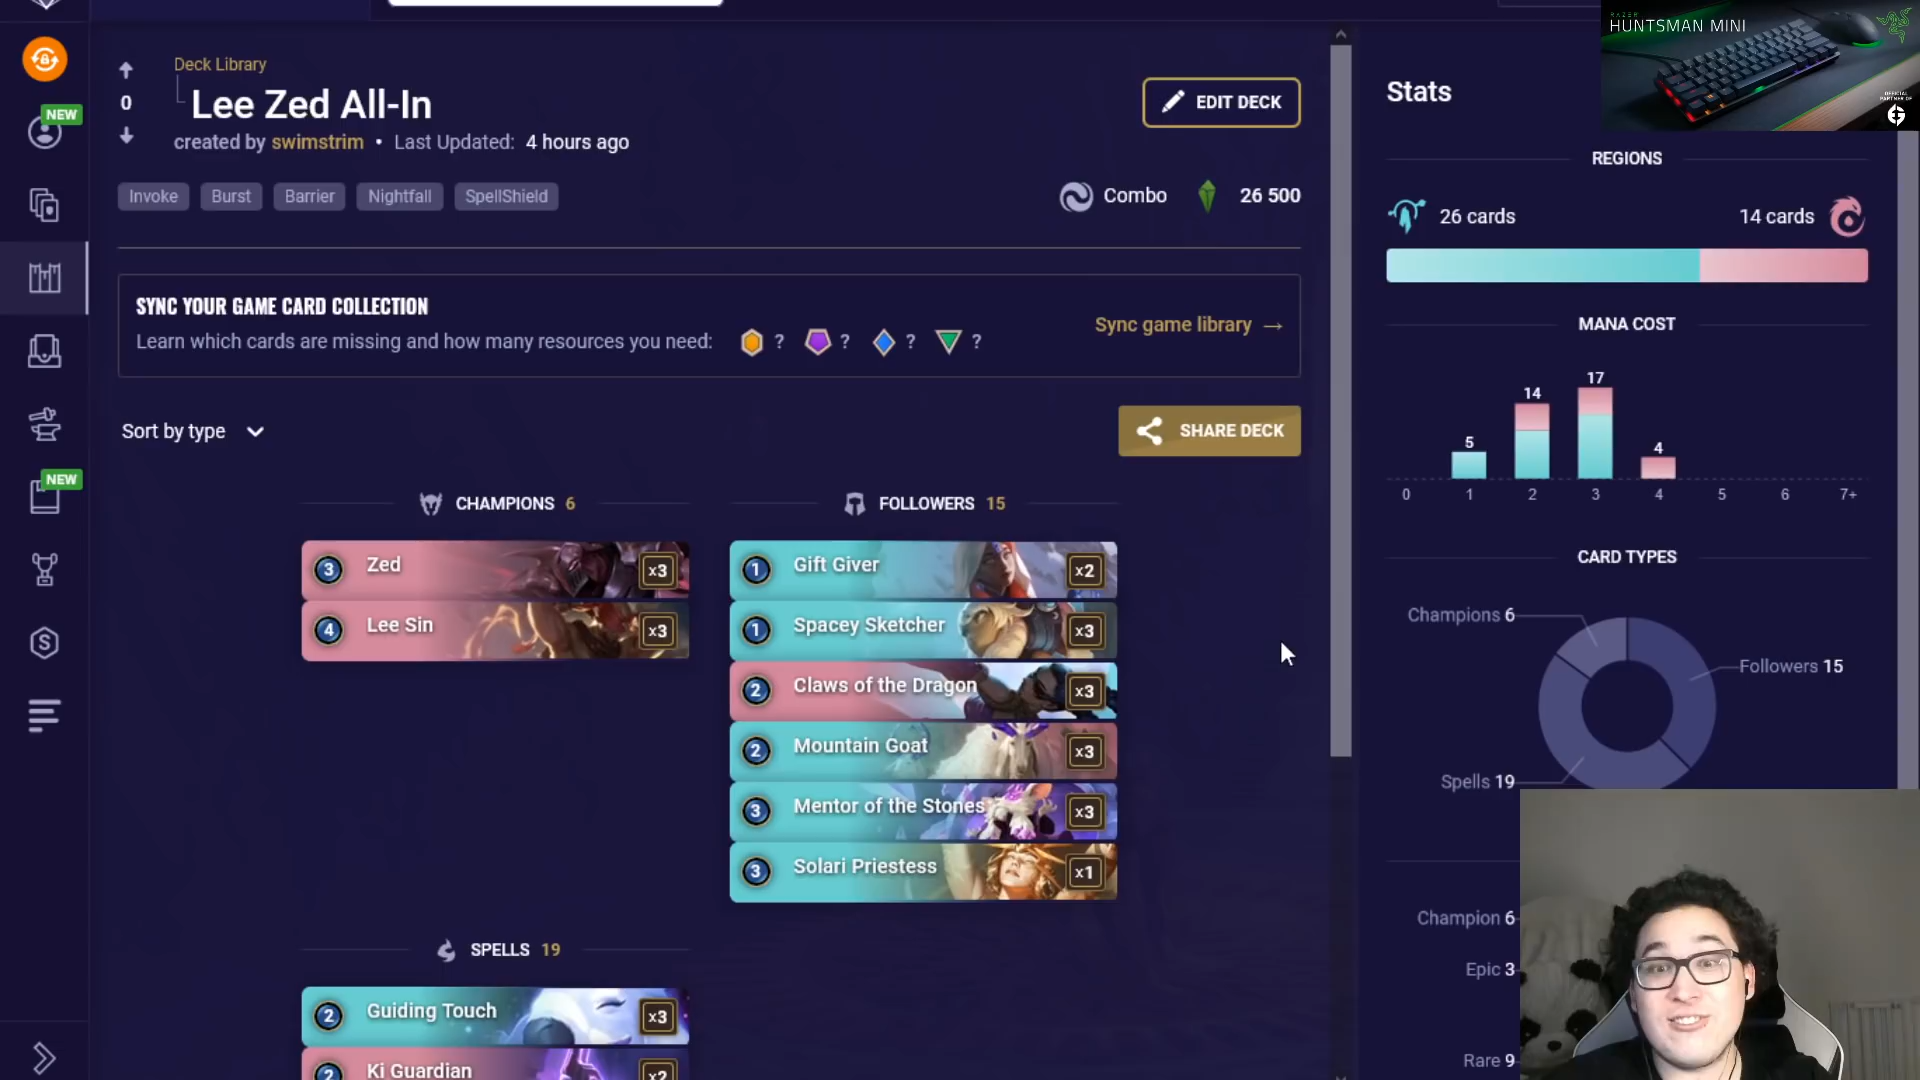 RAZER
HUNTSMAN MINI
OFFICIAL
PARTNER OF
Deck Library
0
Lee Zed All-In
EDIT DECK
created by swimstrim • Last Updated: 4 hours ago
NEW
Invoke
Burst
Barrier
Nightfall
SpellShield
Combo
26 500
SYNC YOUR GAME CARD COLLECTION
Learn which cards are missing and how many resources you need: ? ? ? ?
Sync game library →
Sort by type
SHARE DECK
NEW
CHAMPIONS 6
3 Zed x3
4 Lee Sin x3
FOLLOWERS 15
1 Gift Giver x2
1 Spacey Sketcher x3
2 Claws of the Dragon x3
2 Mountain Goat x3
3 Mentor of the Stones x3
3 Solari Priestess x1
SPELLS 19
2 Guiding Touch x3
2 Ki Guardian x2
Stats
REGIONS
26 cards
14 cards
MANA COST
5 14 17 4
0 1 2 3 4 5 6 7+
CARD TYPES
Champions 6
Followers 15
Spells 19
Champion 6
Epic 3
Rare 9